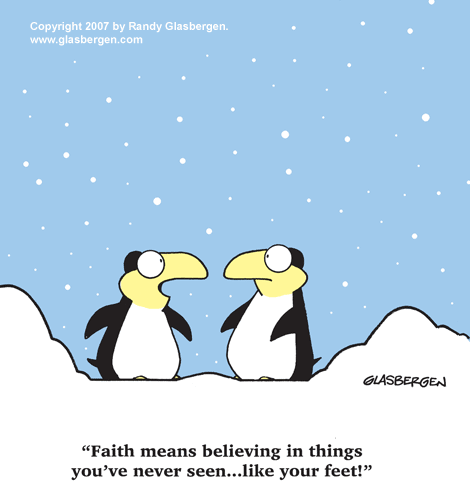 Copyright 2007 by Randy Glasbergen.
www.glasbergen.com
GLASBERGEN
“Faith means believing in things
you’ve never seen...like your feet!”